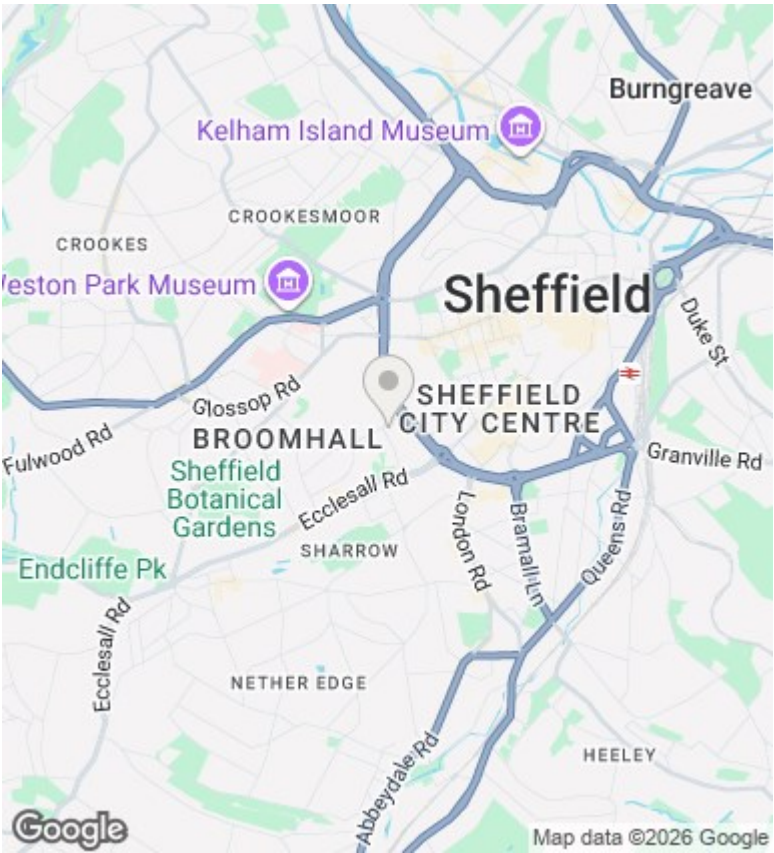 Burngreave
Kelham Island Museum
CROOKESMOOR
CROOKES
Weston Park Museum
Sheffield
Duke St
SHEFFIELD
CITY CENTRE
Glossop Rd
BROOMHALL
Fulwood Rd
Granville Rd
Sheffield
Botanical
Gardens
Ecclesall Rd
London Rd
Bramall Ln
Queens Rd
SHARROW
Endcliffe Pk
Ecclesall Rd
NETHER EDGE
Abbeydale Rd
HEELEY
Google
Map data ©2026 Google